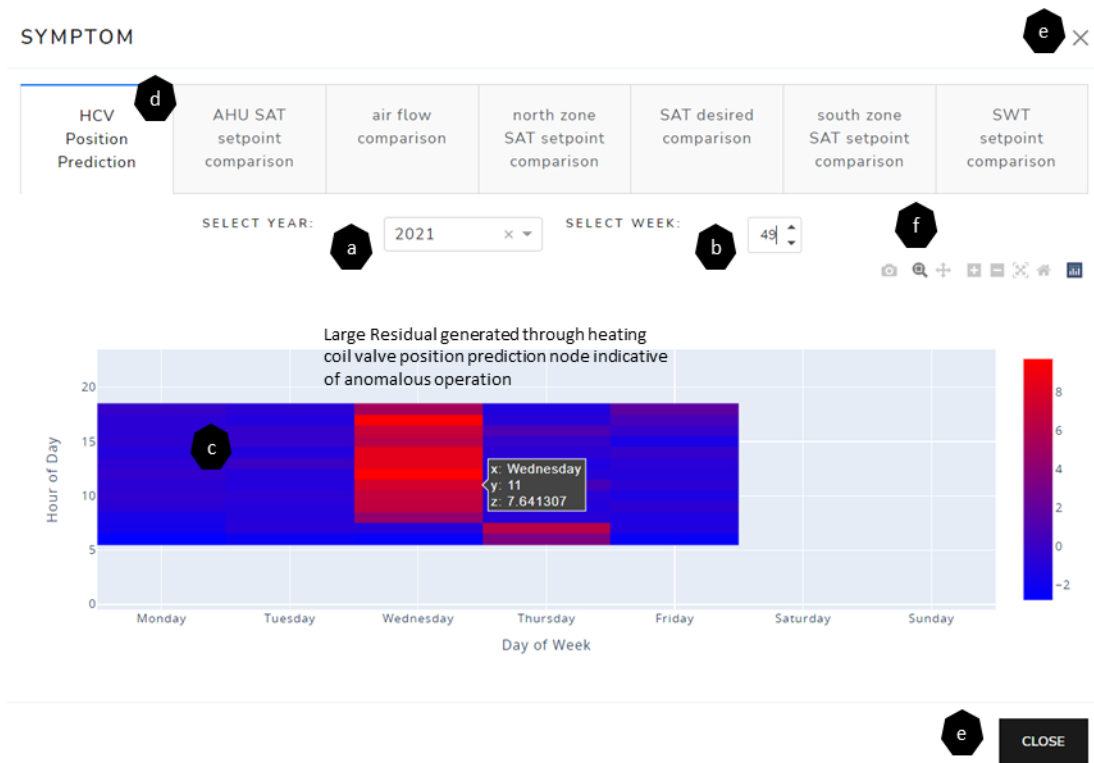 SYMPTOM
e
d
HCV
Position
Prediction
AHU SAT
setpoint
comparison
air flow
comparison
north zone
SAT setpoint
comparison
SAT desired
comparison
south zone
SAT setpoint
comparison
SWT
setpoint
comparison
SELECT YEAR:
a
2021
SELECT WEEK:
b
49
f
Large Residual generated through heating
coil valve position prediction node indicative
of anomalous operation
Hour of Day
20
15
10
5
0
c
x: Wednesday
y: 11
z: 7.641307
8
6
4
2
0
−2
Monday
Tuesday
Wednesday
Thursday
Friday
Saturday
Sunday
Day of Week
e
CLOSE